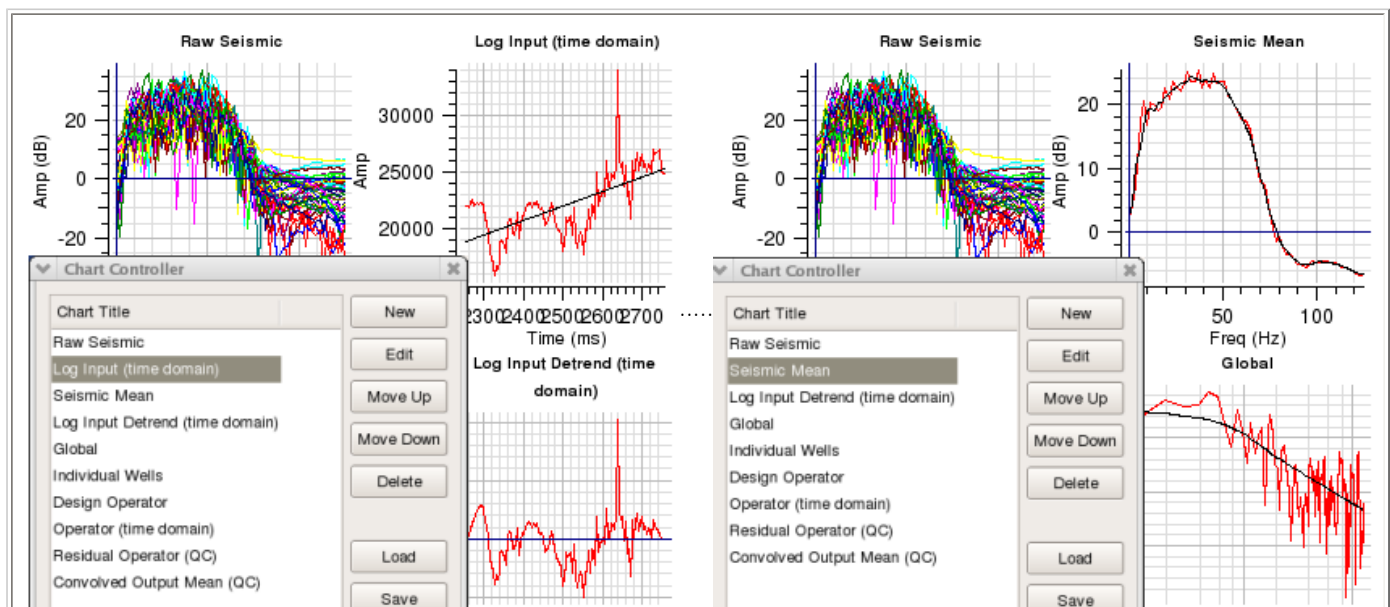 Raw Seismic
Log Input (time domain)
Amp (dB)
20
0
-20
Amp
30000
25000
20000
2300 2400 2500 2600 2700
Time (ms)
Log Input Detrend (time
domain)
Chart Controller
Chart Title
Raw Seismic
Log Input (time domain)
Seismic Mean
Log Input Detrend (time domain)
Global
Individual Wells
Design Operator
Operator (time domain)
Residual Operator (QC)
Convolved Output Mean (QC)
New
Edit
Move Up
Move Down
Delete
Load
Save
......
Raw Seismic
Seismic Mean
Amp (dB)
20
0
-20
Amp (dB)
20
10
0
50 100
Freq (Hz)
Global
Chart Controller
Chart Title
Raw Seismic
Seismic Mean
Log Input Detrend (time domain)
Global
Individual Wells
Design Operator
Operator (time domain)
Residual Operator (QC)
Convolved Output Mean (QC)
New
Edit
Move Up
Move Down
Delete
Load
Save